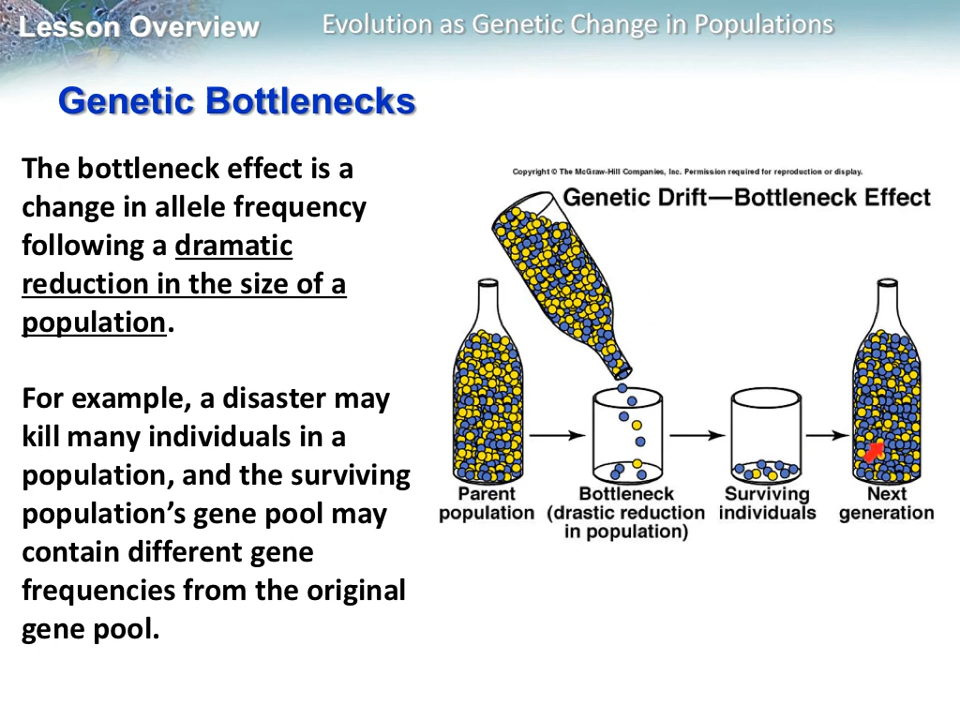 Lesson Overview
Evolution as Genetic Change in Populations
Genetic Bottlenecks
The bottleneck effect is a
change in allele frequency
following a dramatic
reduction in the size of a
population.
For example, a disaster may
kill many individuals in a
population, and the surviving
population’s gene pool may
contain different gene
frequencies from the original
gene pool.
Copyright © The McGraw-Hill Companies, Inc. Permission required for reproduction or display.
Genetic Drift—Bottleneck Effect
Parent
population
Bottleneck
(drastic reduction
in population)
Surviving
individuals
Next
generation